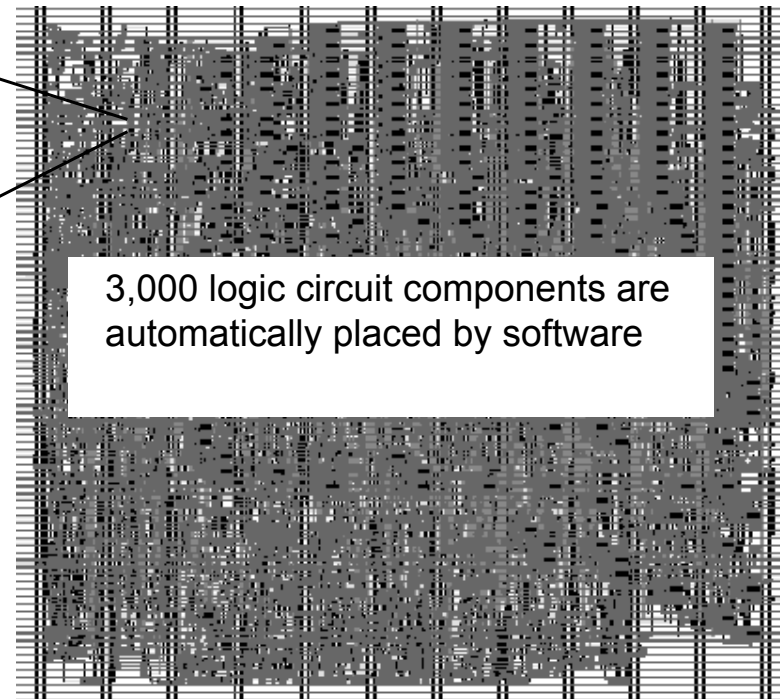 3,000 logic circuit components are
automatically placed by software